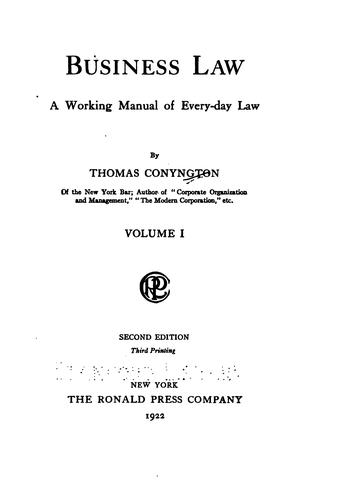 BUSINESS LAW
A Working Manual of Every-day Law
By
THOMAS CONYNGTON
Of the New York Bar; Author of "Corporate Organization
and Management," "The Modern Corporation," etc.
VOLUME I
RP
SECOND EDITION
Third Printing
NEW YORK
THE RONALD PRESS COMPANY
1922